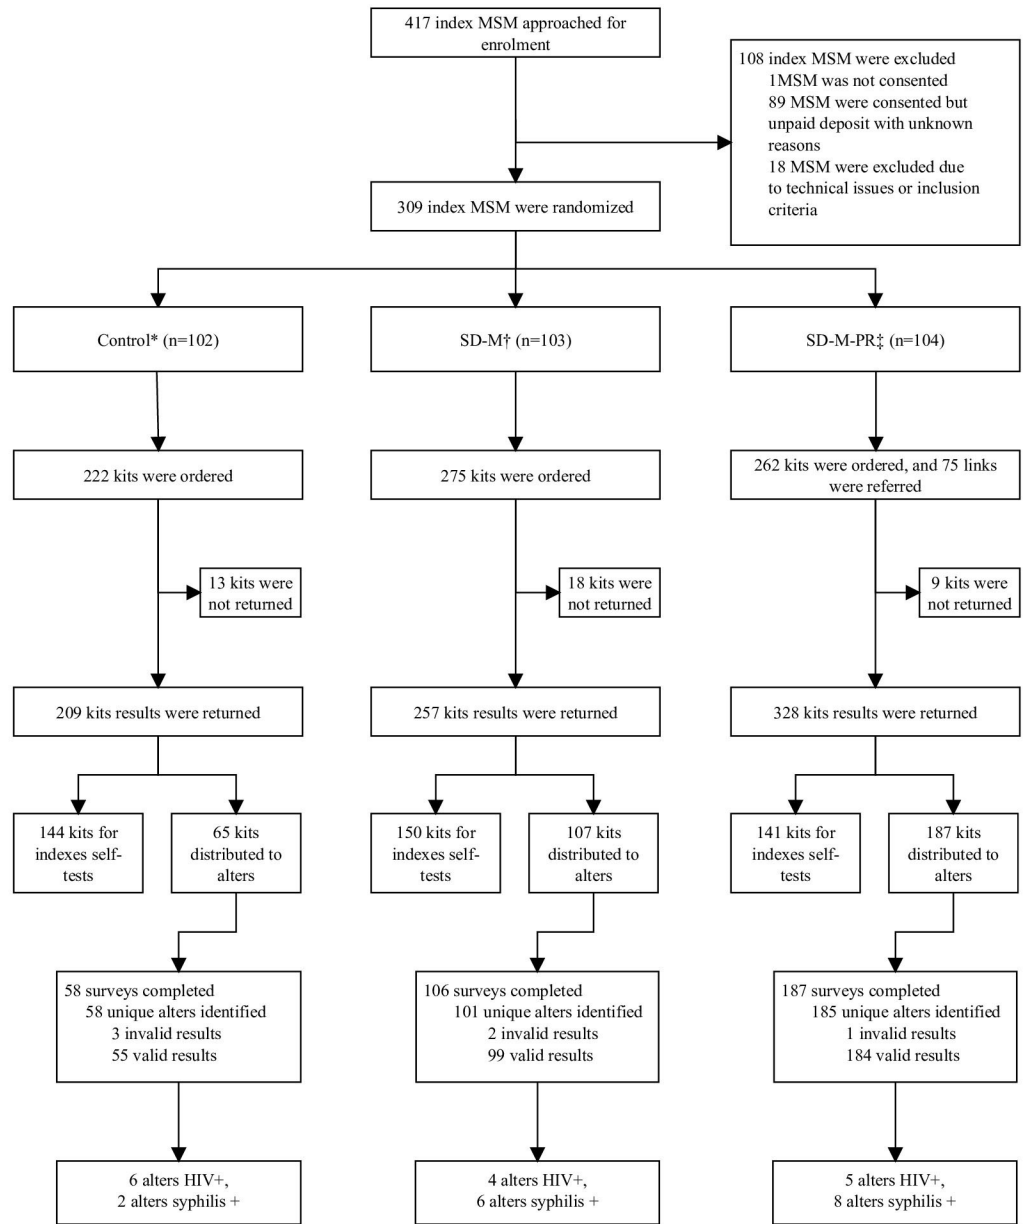 417 index MSM approached for
enrolment
108 index MSM were excluded
1MSM was not consented
89 MSM were consented but
unpaid deposit with unknown
reasons
18 MSM were excluded due
to technical issues or inclusion
criteria
309 index MSM were randomized
Control* (n=102)
SD-M† (n=103)
SD-M-PR‡ (n=104)
222 kits were ordered
275 kits were ordered
262 kits were ordered, and 75 links
were referred
13 kits were
not returned
18 kits were
not returned
9 kits were
not returned
209 kits results were returned
257 kits results were returned
328 kits results were returned
144 kits for
indexes self-
tests
65 kits
distributed to
alters
150 kits for
indexes self-
tests
107 kits
distributed to
alters
141 kits for
indexes self-
tests
187 kits
distributed to
alters
58 surveys completed
58 unique alters identified
3 invalid results
55 valid results
106 surveys completed
101 unique alters identified
2 invalid results
99 valid results
187 surveys completed
185 unique alters identified
1 invalid results
184 valid results
6 alters HIV+,
2 alters syphilis +
4 alters HIV+,
6 alters syphilis +
5 alters HIV+,
8 alters syphilis +